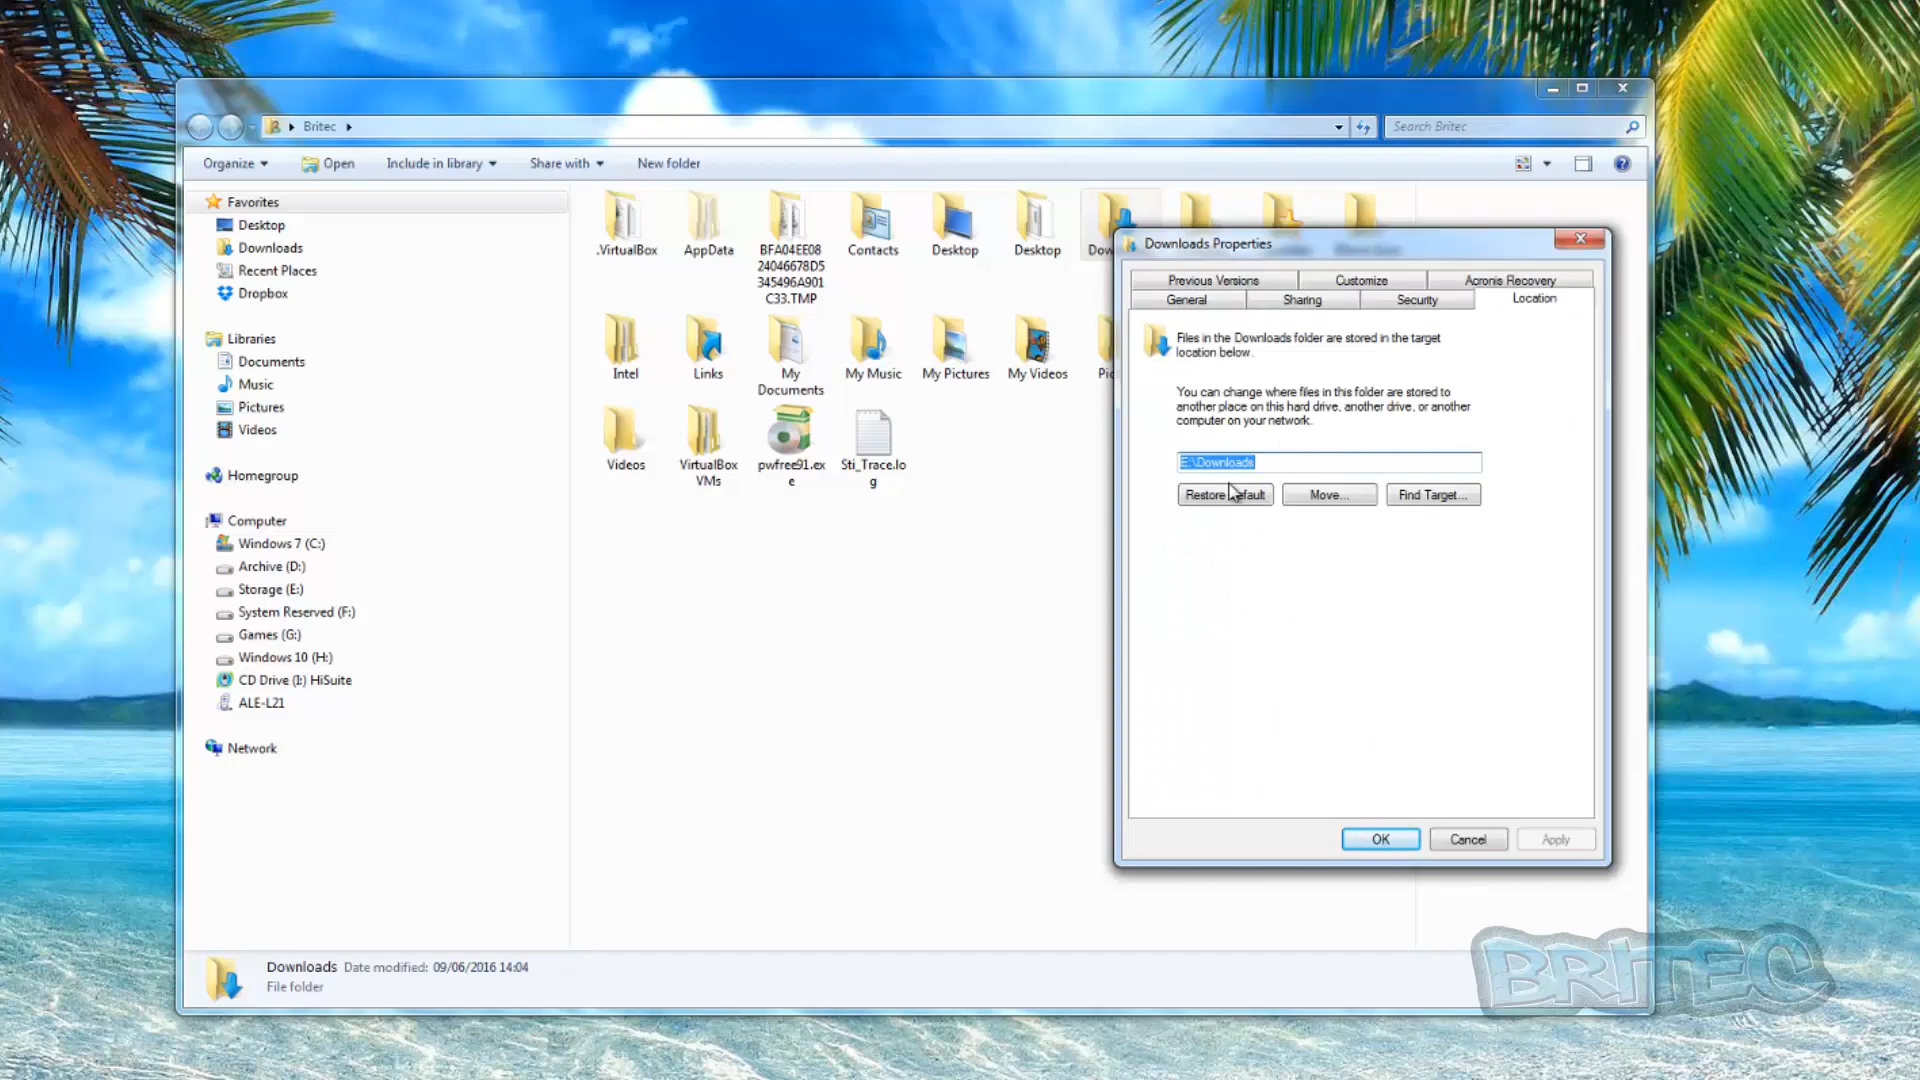 Britec
Search Britec
Organize
Open
Include in library
Share with
New folder
Favorites
Desktop
Downloads
Recent Places
Dropbox
Libraries
Documents
Music
Pictures
Videos
Homegroup
Computer
Windows 7 (C:)
Archive (D:)
Storage (E:)
System Reserved (F:)
Games (G:)
Windows 10 (H:)
CD Drive (I:) HiSuite
ALE-L21
Network
.VirtualBox
AppData
BFA04EE08
24046678D5
345496A901
C33.TMP
Contacts
Desktop
Desktop
Dow
Intel
Links
My
Documents
My Music
My Pictures
My Videos
Pic
Videos
VirtualBox
VMs
pwfree91.ex
e
Sti_Trace.lo
g
Downloads Properties
Previous Versions
Customize
Acronis Recovery
General
Sharing
Security
Location
Files in the Downloads folder are stored in the target
location below.
You can change where files in this folder are stored to
another place on this hard drive, another drive, or another
computer on your network.
E:\Downloads
Restore Default
Move...
Find Target...
OK
Cancel
Apply
Downloads Date modified: 09/06/2016 14:04
File folder
BRITEC